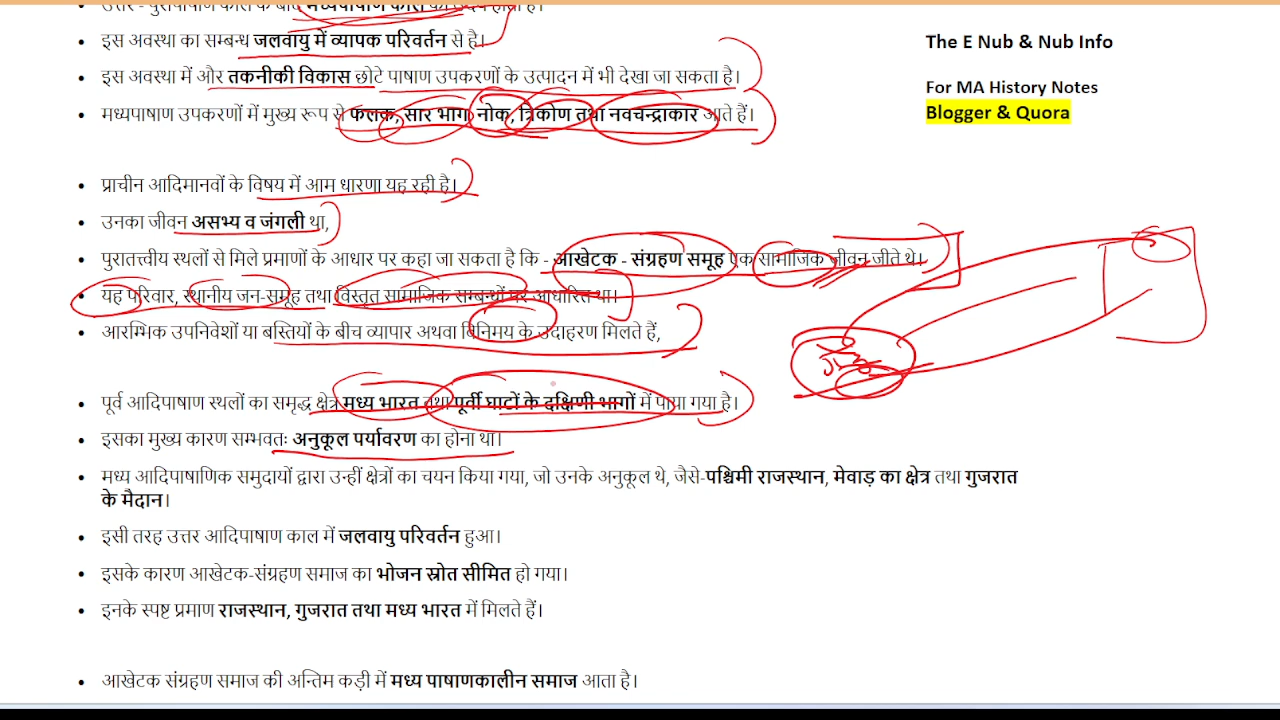 उत्तर - पुरापाषाण काल के बाद मध्यपाषाण काल का उदय होता है।
इस अवस्था का सम्बन्ध जलवायु में व्यापक परिवर्तन से है।
इस अवस्था में और तकनीकी विकास छोटे पाषाण उपकरणों के उत्पादन में भी देखा जा सकता है।
मध्यपाषाण उपकरणों में मुख्य रूप से फलक, सार भाग, नोक, त्रिकोण तथा नवचन्द्राकार आते हैं।
The E Nub & Nub Info
For MA History Notes
Blogger & Quora
प्राचीन आदिमानवों के विषय में आम धारणा यह रही है।
उनका जीवन असभ्य व जंगली था,
पुरातत्त्वीय स्थलों से मिले प्रमाणों के आधार पर कहा जा सकता है कि - आखेटक - संग्रहण समूह एक सामाजिक जीवन जीते थे।
यह परिवार, स्थानीय जन-समूह तथा विस्तृत सामाजिक सम्बन्धों पर आधारित था।
आरम्भिक उपनिवेशों या बस्तियों के बीच व्यापार अथवा विनिमय के उदाहरण मिलते हैं,
पूर्व आदिपाषाण स्थलों का समृद्ध क्षेत्र मध्य भारत तथा पूर्वी घाटों के दक्षिणी भागों में पाया गया है।
इसका मुख्य कारण सम्भवतः अनुकूल पर्यावरण का होना था।
मध्य आदिपाषाणिक समुदायों द्वारा उन्हीं क्षेत्रों का चयन किया गया, जो उनके अनुकूल थे, जैसे-पश्चिमी राजस्थान, मेवाड़ का क्षेत्र तथा गुजरात
के मैदान।
इसी तरह उत्तर आदिपाषाण काल में जलवायु परिवर्तन हुआ।
इसके कारण आखेटक-संग्रहण समाज का भोजन स्रोत सीमित हो गया।
इनके स्पष्ट प्रमाण राजस्थान, गुजरात तथा मध्य भारत में मिलते हैं।
आखेटक संग्रहण समाज की अन्तिम कड़ी में मध्य पाषाणकालीन समाज आता है।